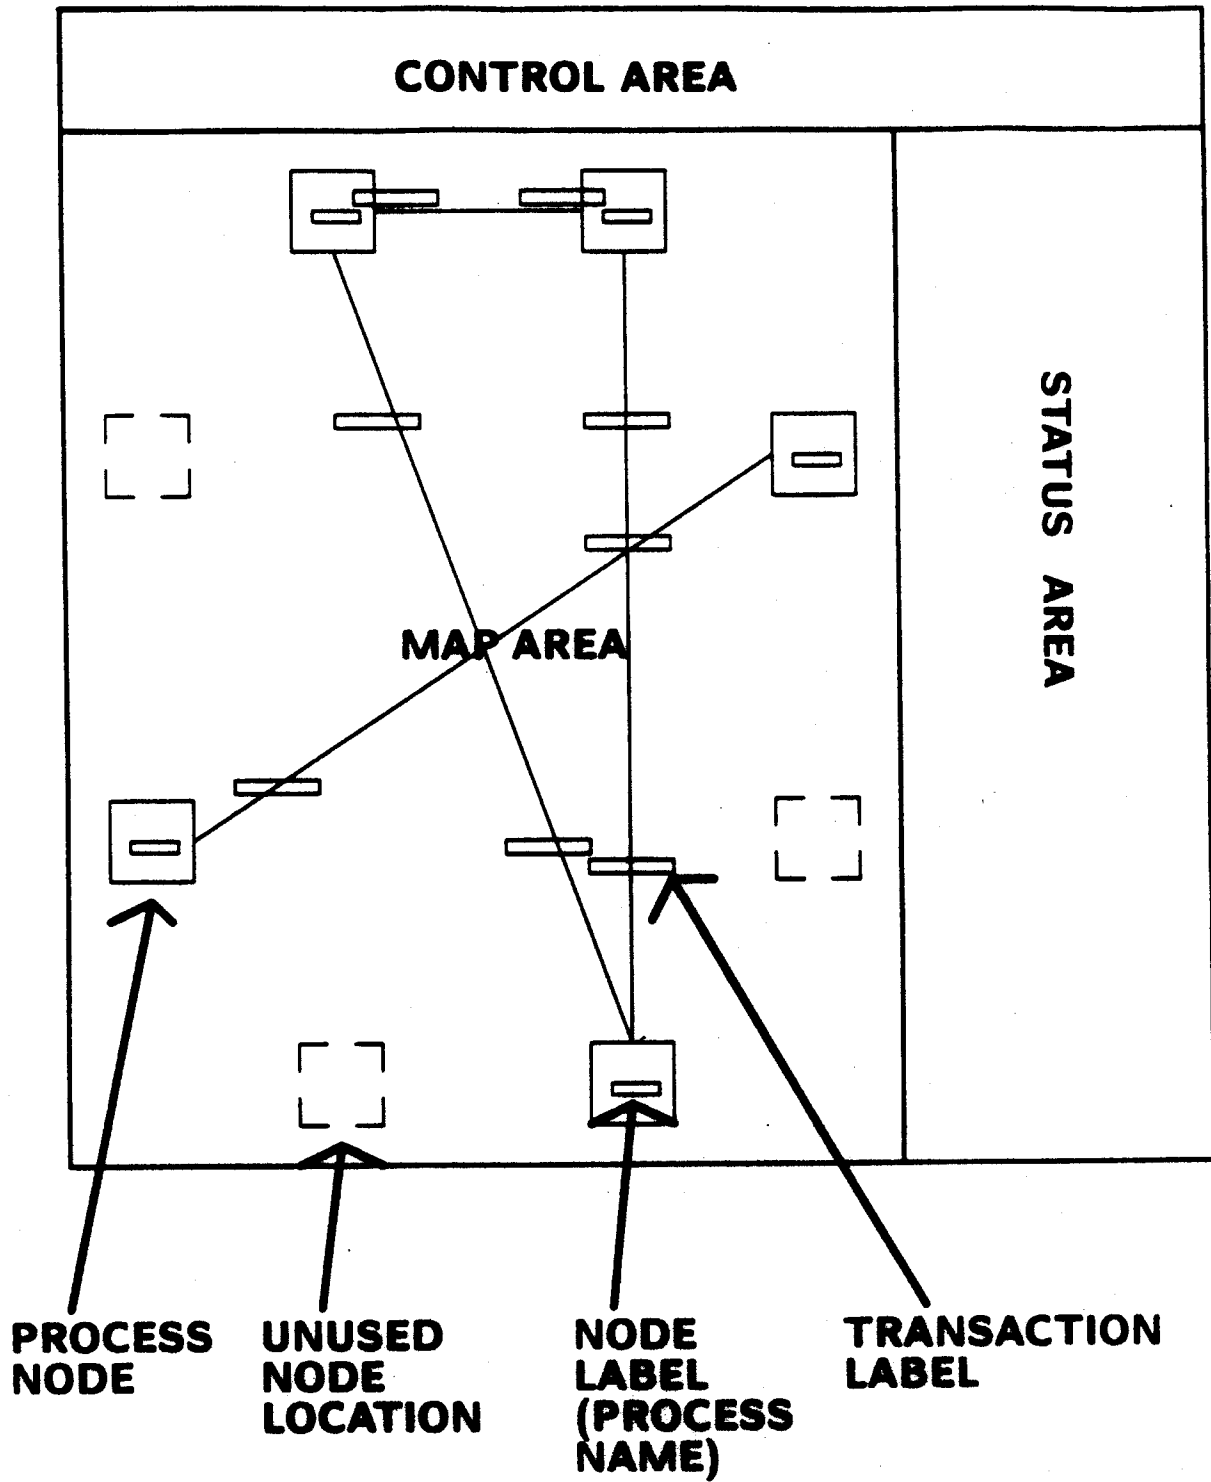 CONTROL AREA
STATUS AREA
MAP AREA
PROCESS
NODE
UNUSED
NODE
LOCATION
NODE
LABEL
(PROCESS
NAME)
TRANSACTION
LABEL